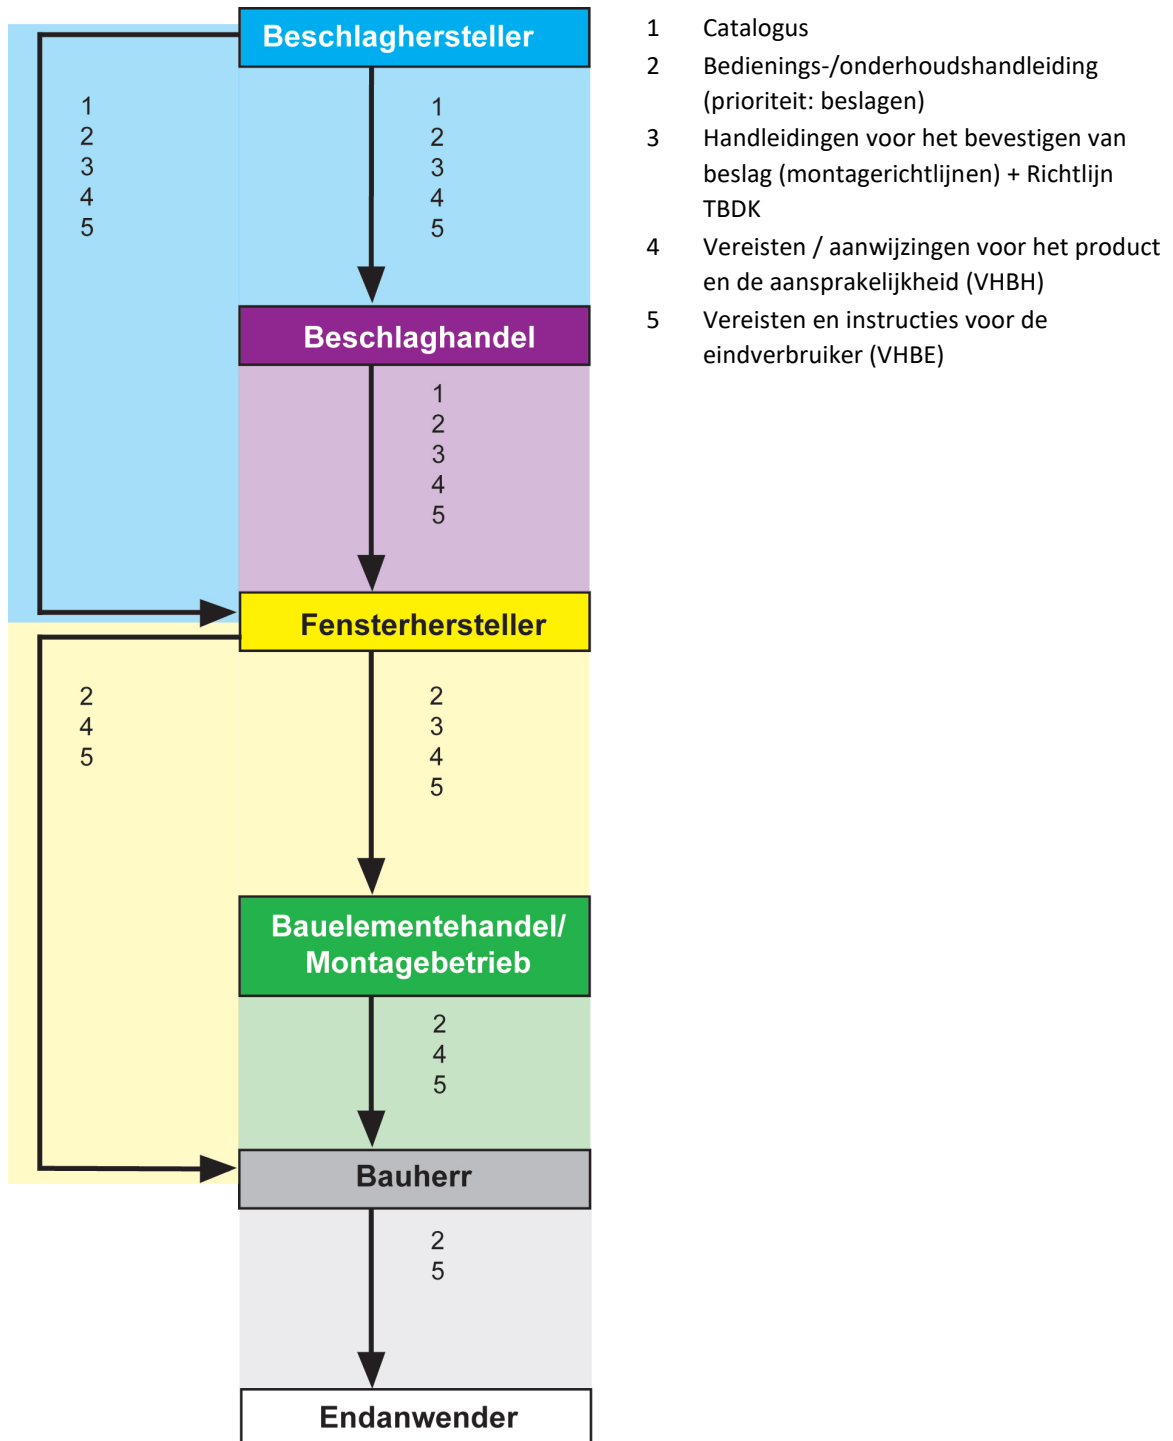 Beschlaghersteller
1
2
3
4
5
1
2
3
4
5
Beschlaghandel
1
2
3
4
5
Fensterhersteller
2
4
5
2
3
4
5
Bauelementehandel/
Montagebetrieb
2
4
5
Bauherr
2
5
Endanwender
1 Catalogus
2 Bedienings-/onderhoudshandleiding
(prioriteit: beslagen)
3 Handleidingen voor het bevestigen van
beslag (montagerichtlijnen) + Richtlijn
TBDK
4 Vereisten / aanwijzingen voor het product
en de aansprakelijkheid (VHBH)
5 Vereisten en instructies voor de
eindverbruiker (VHBE)